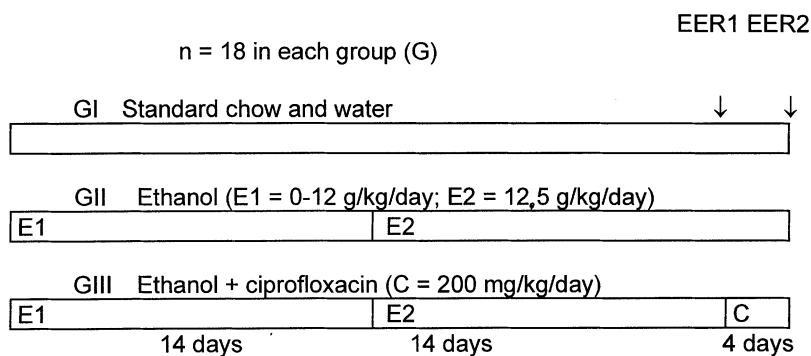 EER1 EER2
n = 18 in each group (G)
GI Standard chow and water
↓ ↓
GII Ethanol (E1 = 0-12 g/kg/day; E2 = 12,5 g/kg/day)
E1 E2
GIII Ethanol + ciprofloxacin (C = 200 mg/kg/day)
E1 E2 C
14 days 14 days 4 days